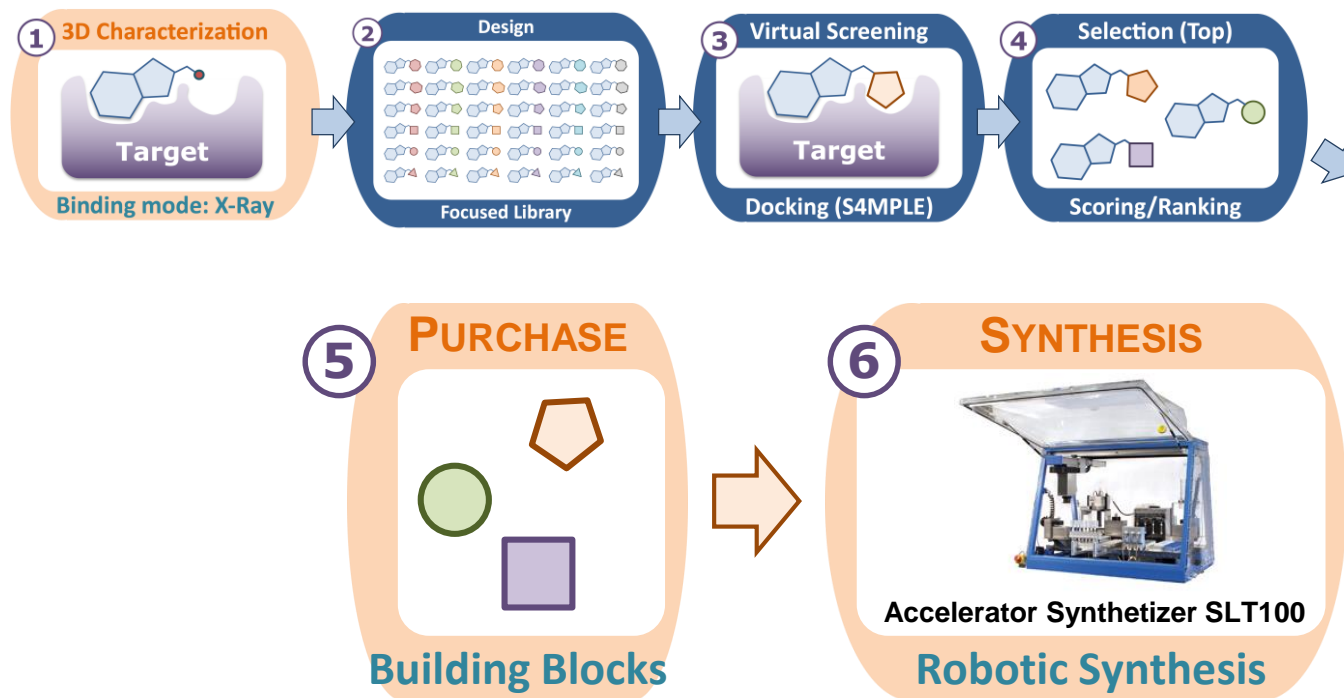 1
3D Characterization
Target
Binding mode: X-Ray
2
Design
Focused Library
3
Virtual Screening
Target
Docking (S4MPLE)
4
Selection (Top)
Scoring/Ranking
5
PURCHASE
Building Blocks
6
SYNTHESIS
Accelerator Synthetizer SLT100
Robotic Synthesis